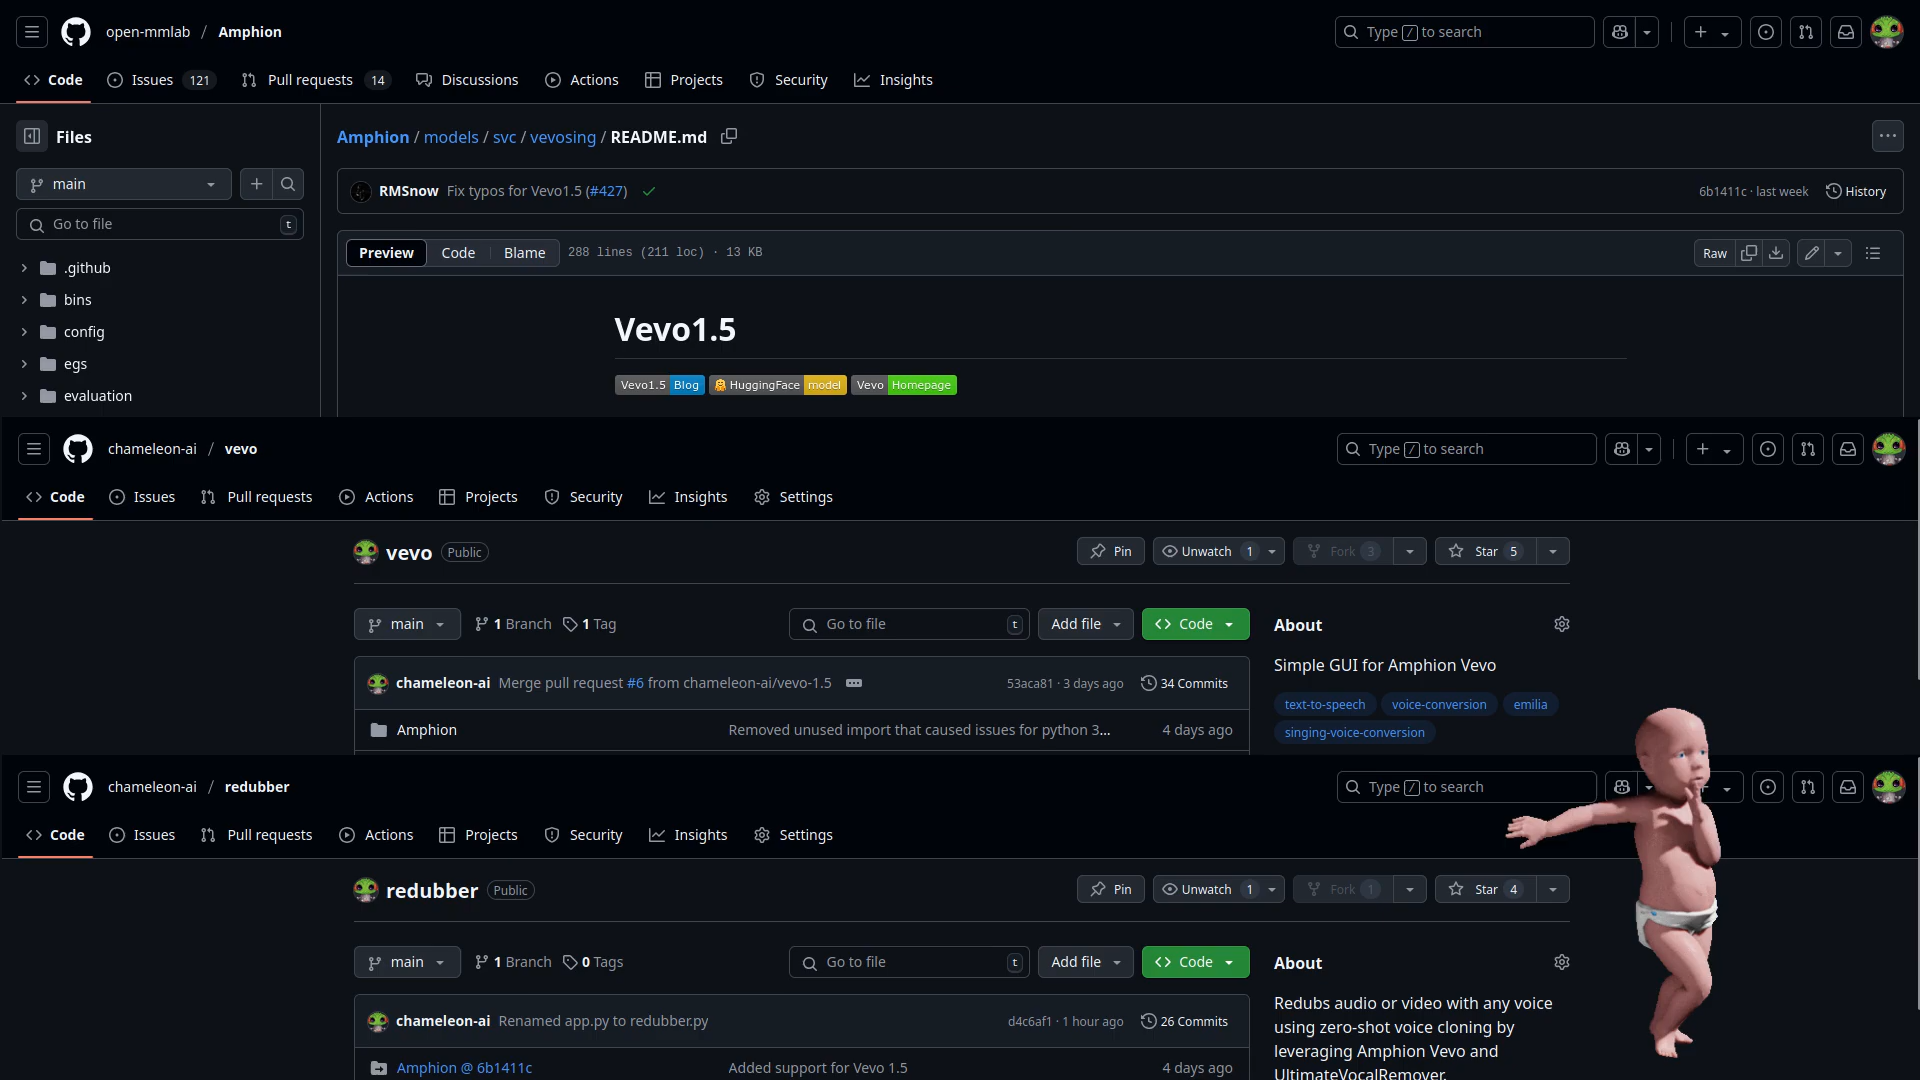 open-mmlab / Amphion
Type / to search
Code Issues 121 Pull requests 14 Discussions Actions Projects Security Insights
Files
main
Go to file t
.github
bins
config
egs
evaluation
Amphion / models / svc / vevosing / README.md
RMSnow Fix typos for Vevo1.5 (#427)
6b1411c · last week History
Preview Code Blame 288 lines (211 loc) · 13 KB
Raw
Vevo1.5
Vevo1.5 Blog HuggingFace model Vevo Homepage
chameleon-ai / vevo
Type / to search
Code Issues Pull requests Actions Projects Security Insights Settings
vevo Public
Pin Unwatch 1 Fork 3 Star 5
main 1 Branch 1 Tag
Go to file t Add file Code
chameleon-ai Merge pull request #6 from chameleon-ai/vevo-1.5
53aca81 · 3 days ago 34 Commits
Amphion Removed unused import that caused issues for python 3... 4 days ago
About
Simple GUI for Amphion Vevo
text-to-speech voice-conversion emilia
singing-voice-conversion
chameleon-ai / redubber
Type / to search
Code Issues Pull requests Actions Projects Security Insights Settings
redubber Public
Pin Unwatch 1 Fork 1 Star 4
main 1 Branch 0 Tags
Go to file t Add file Code
chameleon-ai Renamed app.py to redubber.py
d4c6af1 · 1 hour ago 26 Commits
Amphion @ 6b1411c Added support for Vevo 1.5 4 days ago
About
Redubs audio or video with any voice
using zero-shot voice cloning by
leveraging Amphion Vevo and
UltimateVocalRemover.